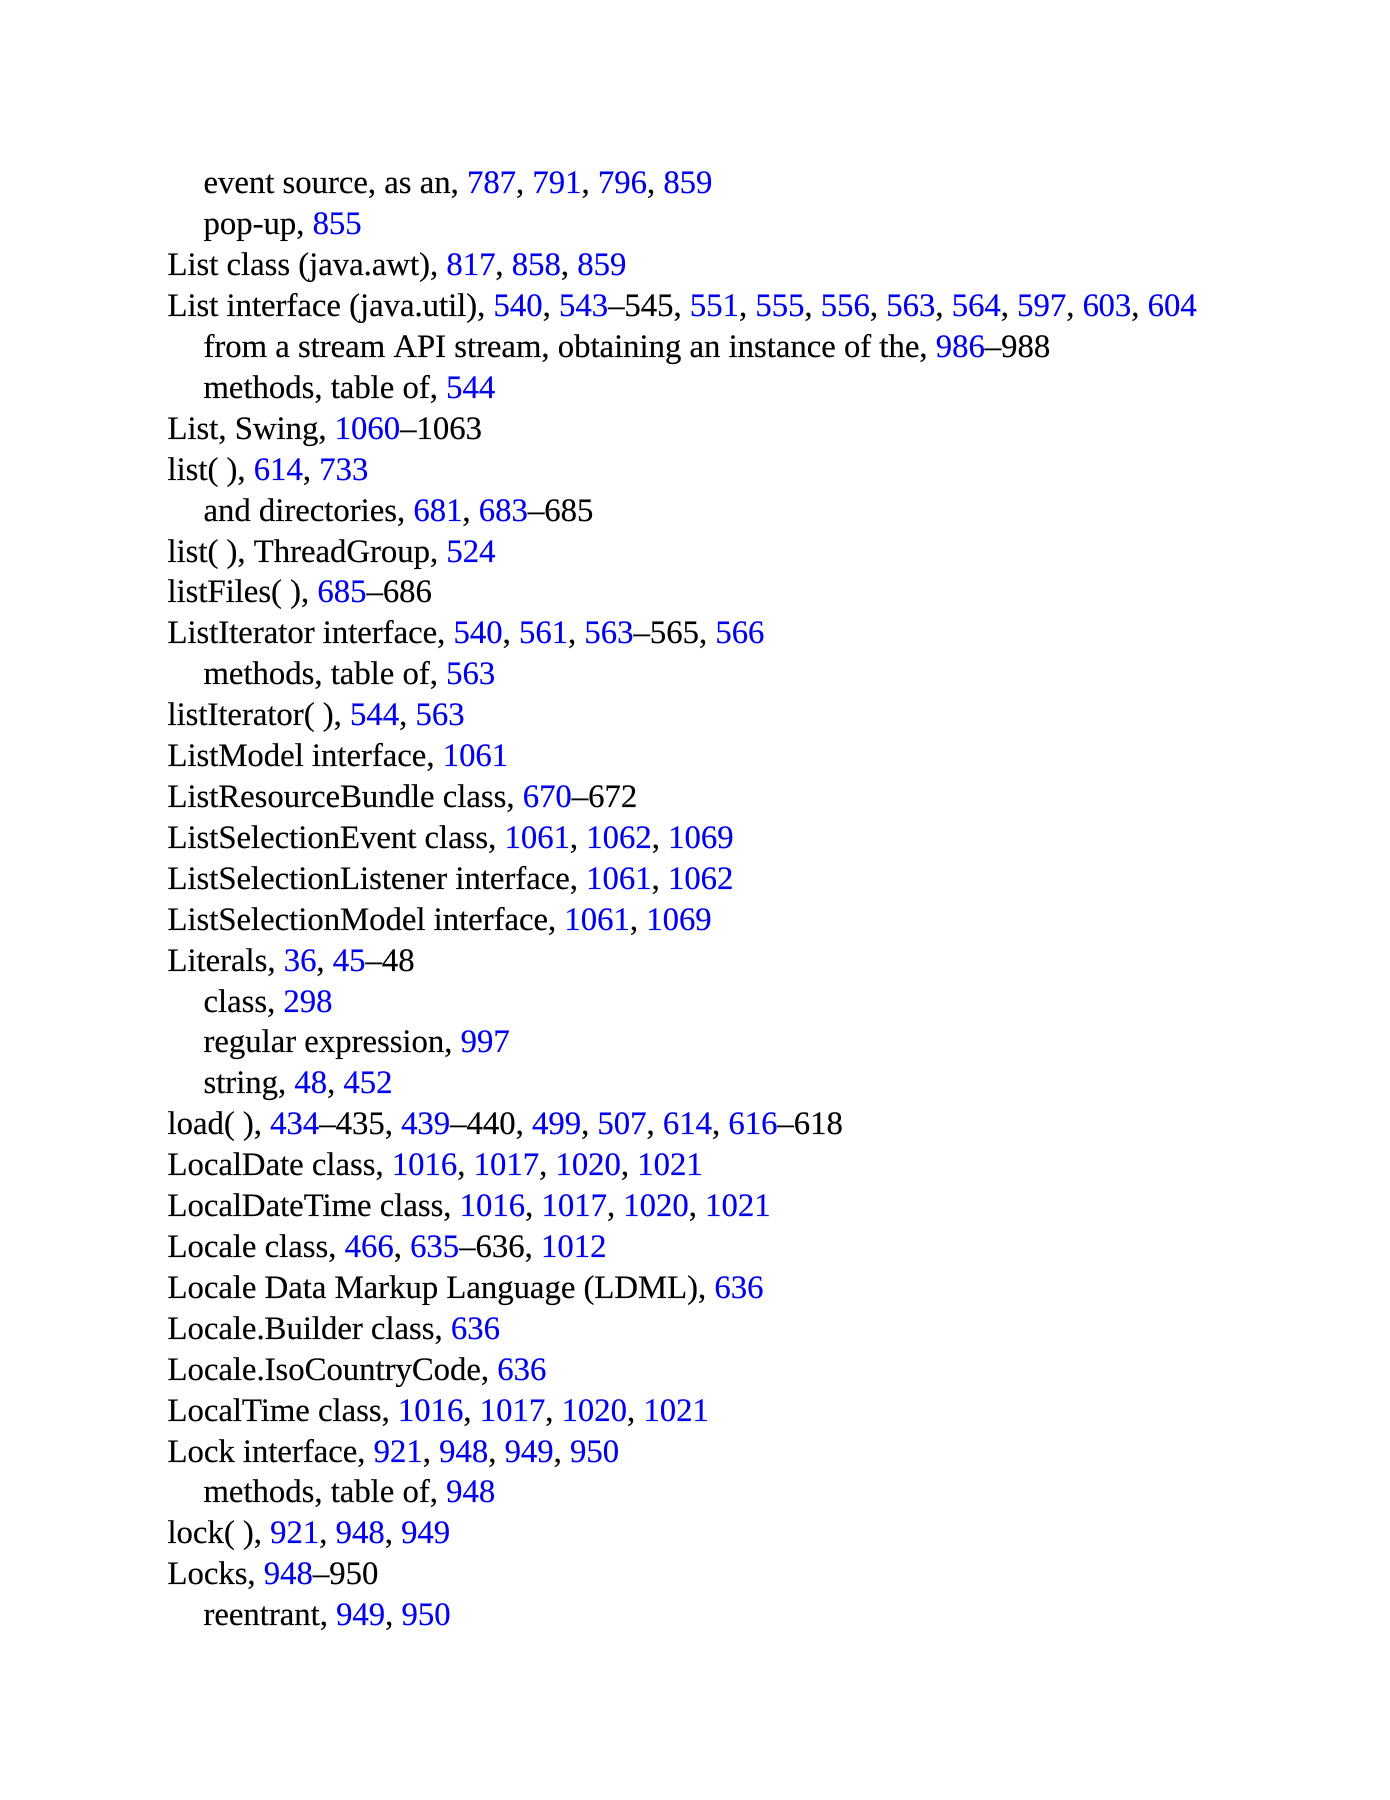 event source, as an, 787, 791, 796, 859
pop-up, 855
List class (java.awt), 817, 858, 859
List interface (java.util), 540, 543–545, 551, 555, 556, 563, 564, 597, 603, 604
from a stream API stream, obtaining an instance of the, 986–988
methods, table of, 544
List, Swing, 1060–1063
list( ), 614, 733
and directories, 681, 683–685
list( ), ThreadGroup, 524
listFiles( ), 685–686
ListIterator interface, 540, 561, 563–565, 566
methods, table of, 563
listIterator( ), 544, 563
ListModel interface, 1061
ListResourceBundle class, 670–672
ListSelectionEvent class, 1061, 1062, 1069
ListSelectionListener interface, 1061, 1062
ListSelectionModel interface, 1061, 1069
Literals, 36, 45–48
class, 298
regular expression, 997
string, 48, 452
load( ), 434–435, 439–440, 499, 507, 614, 616–618
LocalDate class, 1016, 1017, 1020, 1021
LocalDateTime class, 1016, 1017, 1020, 1021
Locale class, 466, 635–636, 1012
Locale Data Markup Language (LDML), 636
Locale.Builder class, 636
Locale.IsoCountryCode, 636
LocalTime class, 1016, 1017, 1020, 1021
Lock interface, 921, 948, 949, 950
methods, table of, 948
lock( ), 921, 948, 949
Locks, 948–950
reentrant, 949, 950